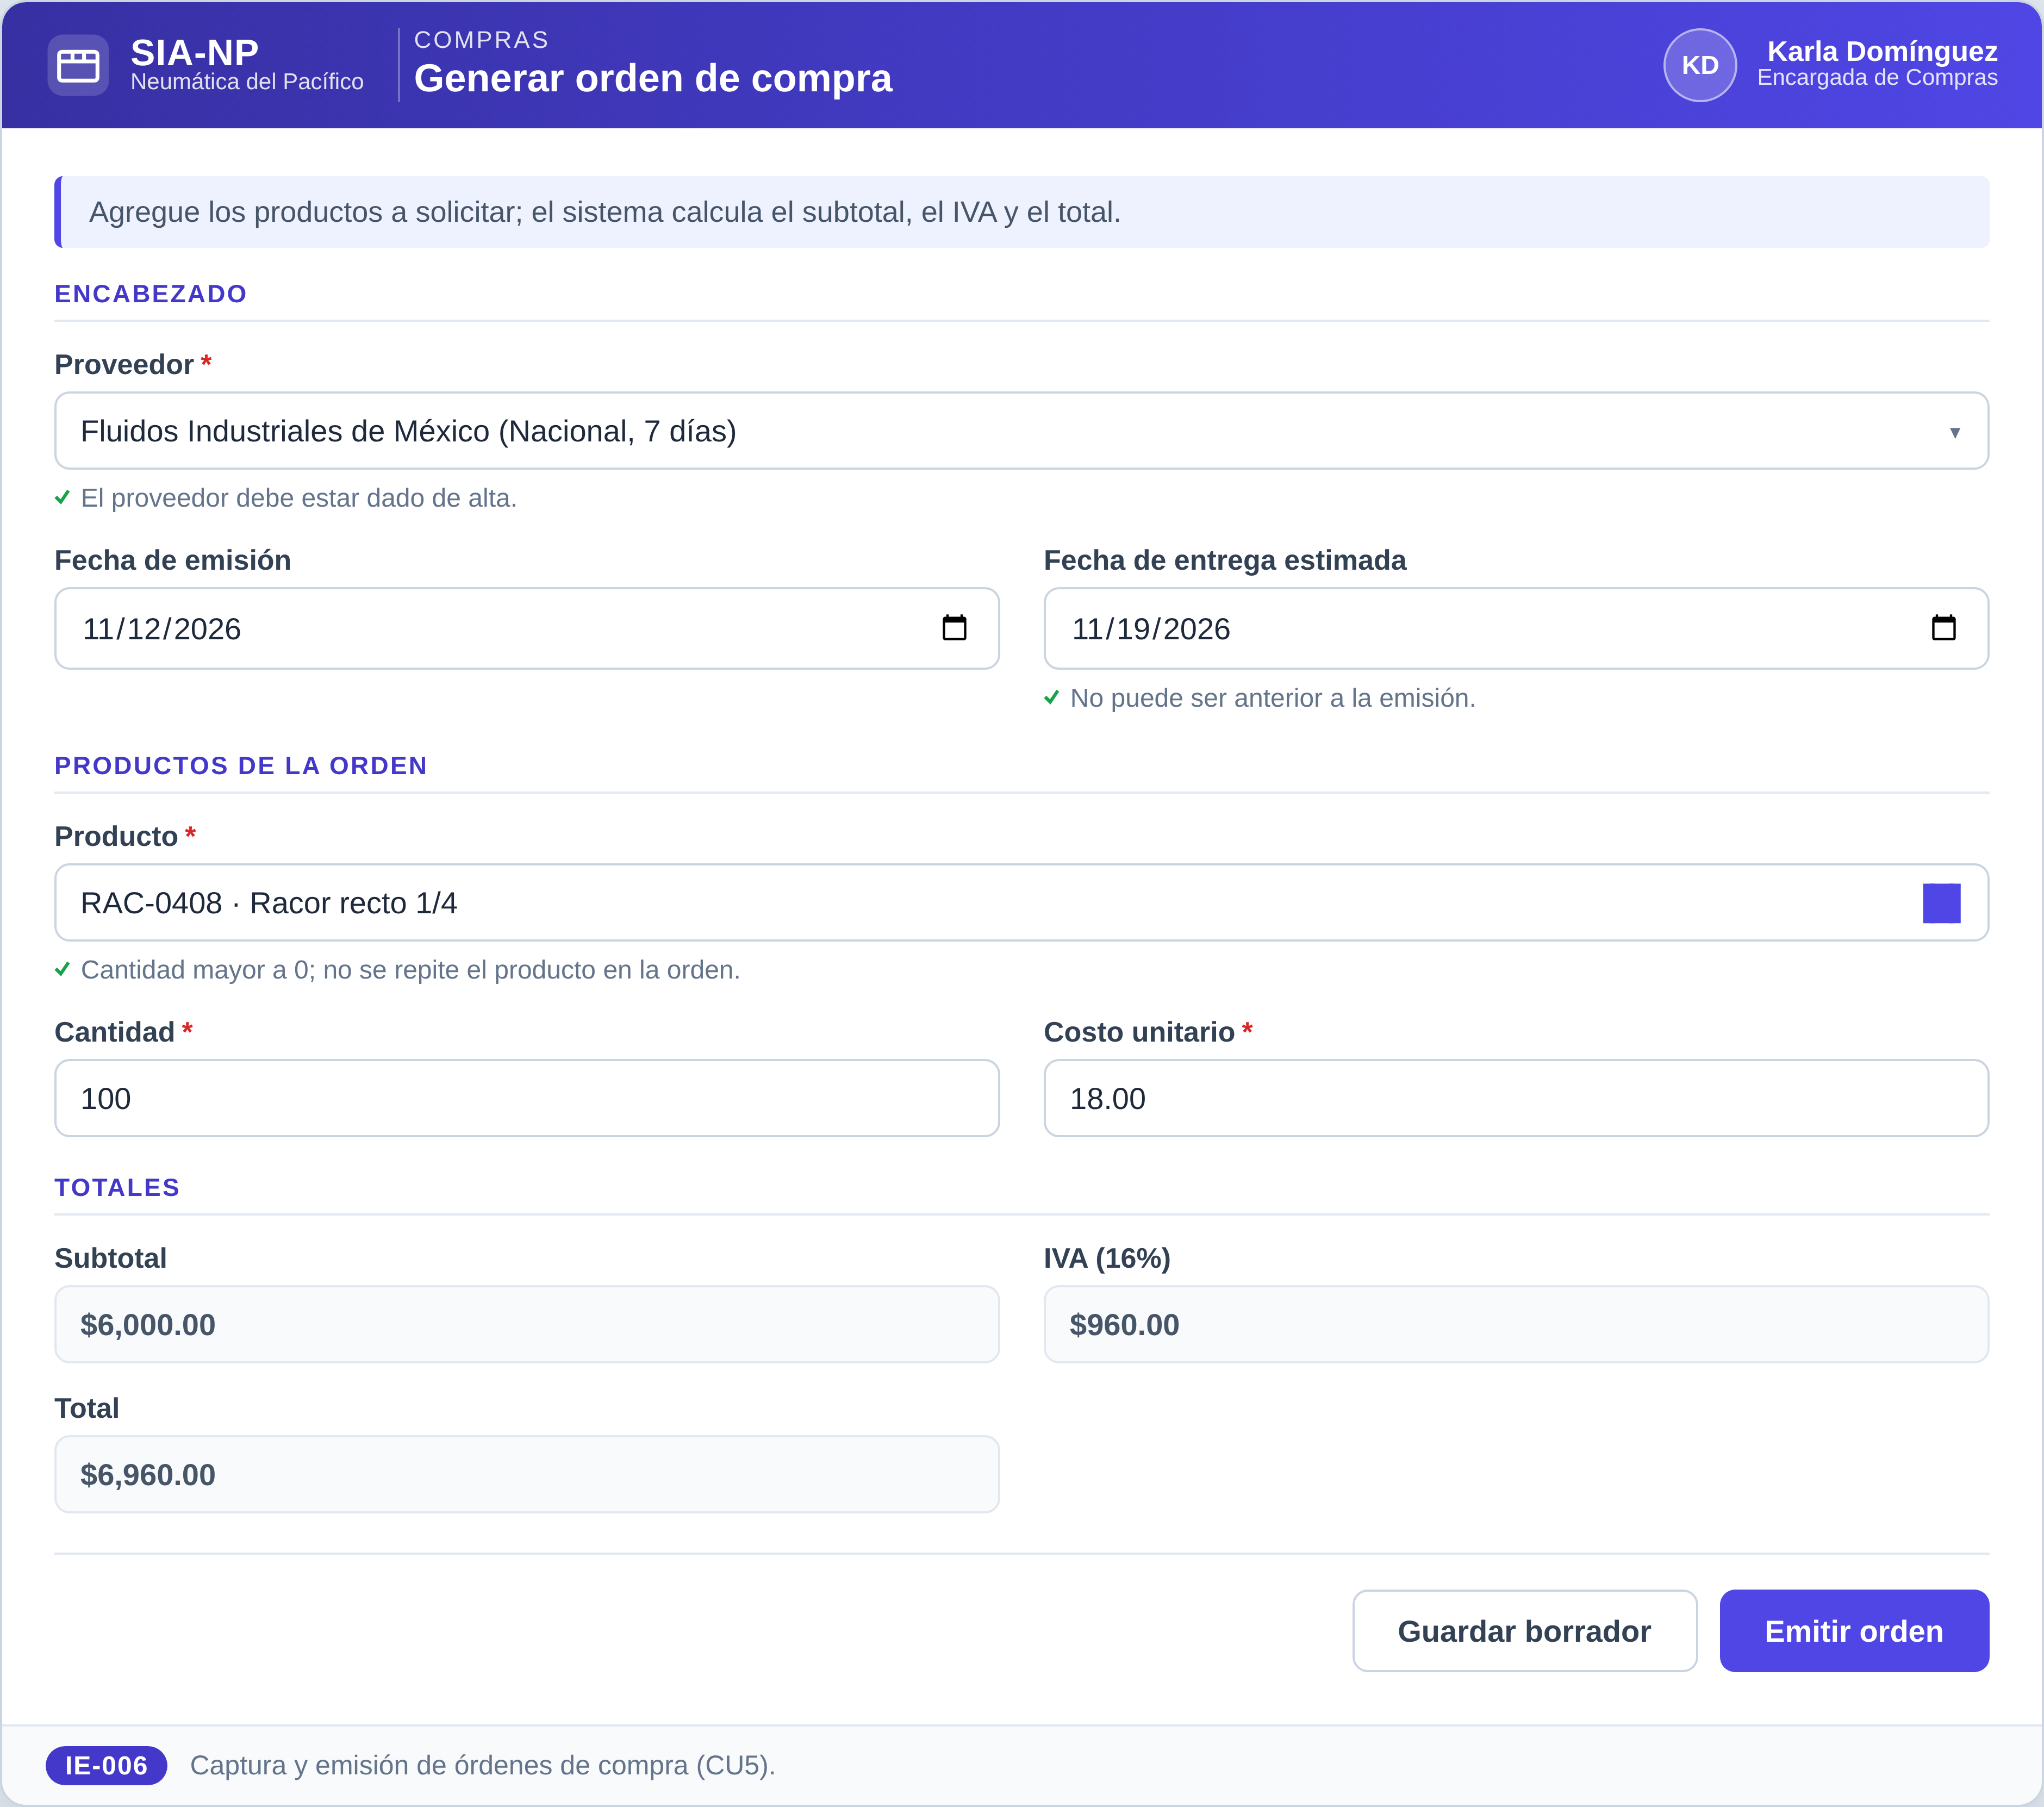 SIA-NP
Neumática del Pacífico
COMPRAS
Generar orden de compra
KD
Karla Domínguez
Encargada de Compras
Agregue los productos a solicitar; el sistema calcula el subtotal, el IVA y el total.
ENCABEZADO
Proveedor *
Fluidos Industriales de México (Nacional, 7 días)
El proveedor debe estar dado de alta.
Fecha de emisión
11/12/2026
Fecha de entrega estimada
11/19/2026
No puede ser anterior a la emisión.
PRODUCTOS DE LA ORDEN
Producto *
RAC-0408 · Racor recto 1/4
Cantidad mayor a 0; no se repite el producto en la orden.
Cantidad *
100
Costo unitario *
18.00
TOTALES
Subtotal
$6,000.00
IVA (16%)
$960.00
Total
$6,960.00
Guardar borrador
Emitir orden
IE-006
Captura y emisión de órdenes de compra (CU5).